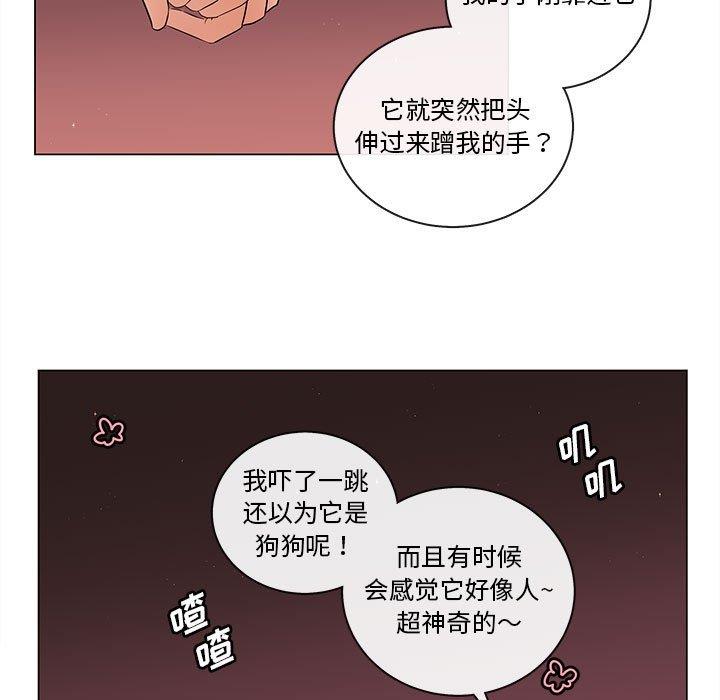 它就突然把头
伸过来蹭我的手？
叽
叽
我吓了一跳
还以为它是
狗狗呢！
而且有时候
会感觉它好像人~
超神奇的～
喳
喳